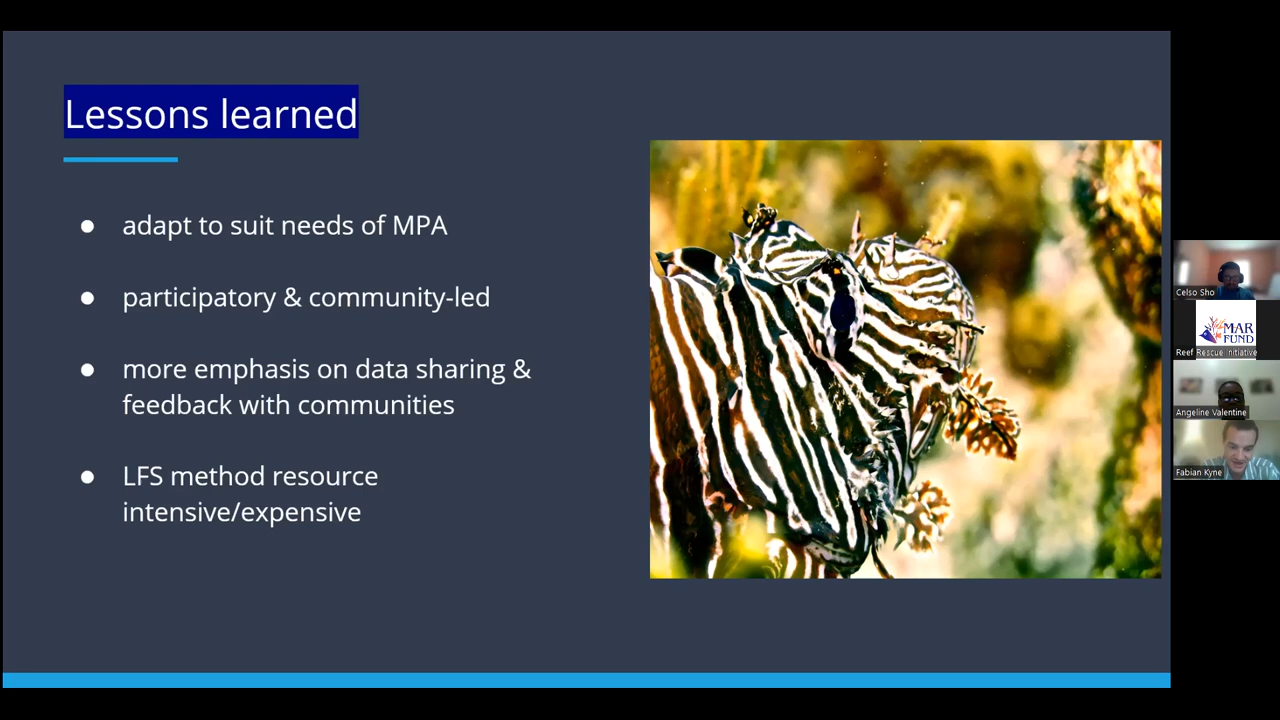 Lessons learned
● adapt to suit needs of MPA
● participatory & community-led
● more emphasis on data sharing &
feedback with communities
● LFS method resource
intensive/expensive
Celso Sho
MAR
FUND
Reef Rescue Initiative
Angeline Valentine
Fabian Kyne